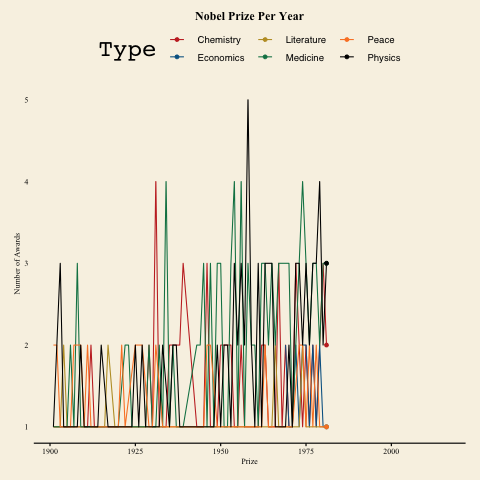 Nobel Prize Per Year
Type
Chemistry
Literature
Peace
Economics
Medicine
Physics
5
4
3
2
1
Number of Awards
1900
1925
1950
1975
2000
Prize